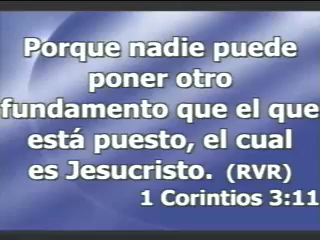 Porque nadie puede
poner otro
fundamento que el que
está puesto, el cual
es Jesucristo. (RVR)
1 Corintios 3:11